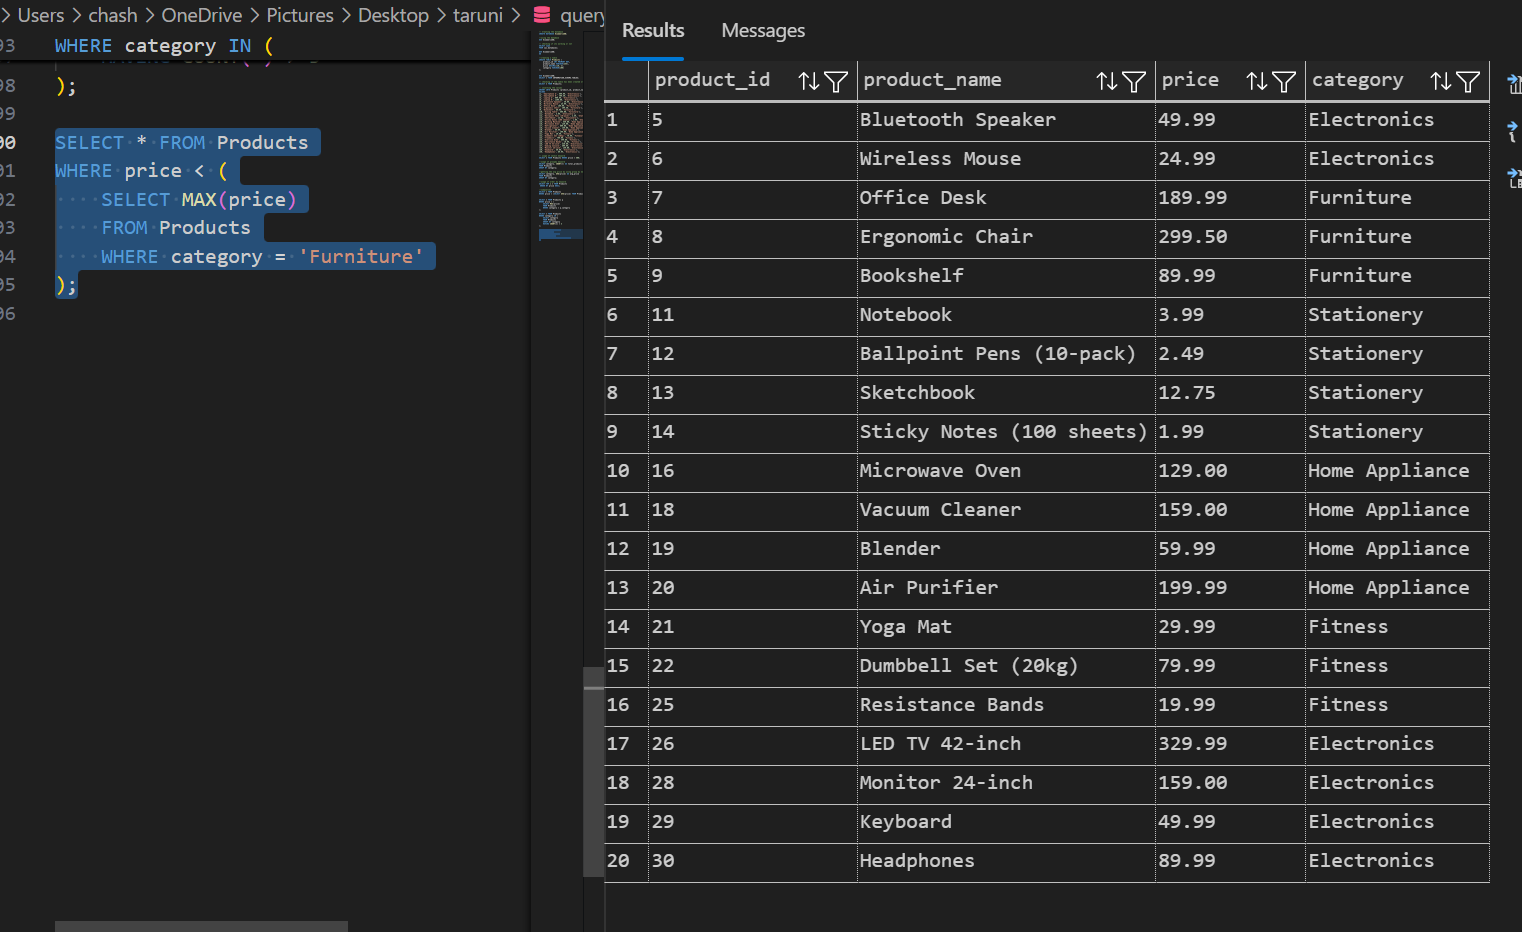 Users > chash > OneDrive > Pictures > Desktop > taruni > query
93 WHERE category IN (
98 );
99
00 SELECT * FROM Products
01 WHERE price < (
02 SELECT MAX(price)
03 FROM Products
04 WHERE category = 'Furniture'
05 );
06
Results Messages
product_id product_name price category
1 5 Bluetooth Speaker 49.99 Electronics
2 6 Wireless Mouse 24.99 Electronics
3 7 Office Desk 189.99 Furniture
4 8 Ergonomic Chair 299.50 Furniture
5 9 Bookshelf 89.99 Furniture
6 11 Notebook 3.99 Stationery
7 12 Ballpoint Pens (10-pack) 2.49 Stationery
8 13 Sketchbook 12.75 Stationery
9 14 Sticky Notes (100 sheets) 1.99 Stationery
10 16 Microwave Oven 129.00 Home Appliance
11 18 Vacuum Cleaner 159.00 Home Appliance
12 19 Blender 59.99 Home Appliance
13 20 Air Purifier 199.99 Home Appliance
14 21 Yoga Mat 29.99 Fitness
15 22 Dumbbell Set (20kg) 79.99 Fitness
16 25 Resistance Bands 19.99 Fitness
17 26 LED TV 42-inch 329.99 Electronics
18 28 Monitor 24-inch 159.00 Electronics
19 29 Keyboard 49.99 Electronics
20 30 Headphones 89.99 Electronics